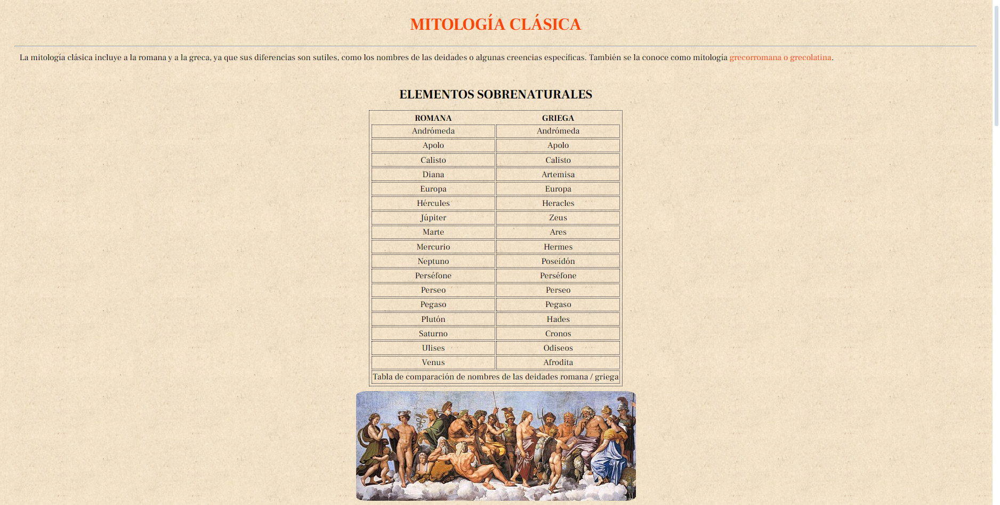 MITOLOGÍA CLÁSICA
La mitología clásica incluye a la romana y a la greca, ya que sus diferencias son sutiles, como los nombres de las deidades o algunas creencias específicas. También se la conoce como mitología grecorromana o grecolatina.
ELEMENTOS SOBRENATURALES
ROMANA GRIEGA
Andrómeda Andrómeda
Apolo Apolo
Calisto Calisto
Diana Artemisa
Europa Europa
Hércules Heracles
Júpiter Zeus
Marte Ares
Mercurio Hermes
Neptuno Poseidón
Perséfone Perséfone
Perseo Perseo
Pegaso Pegaso
Plutón Hades
Saturno Cronos
Ulises Odiseos
Venus Afrodita
Tabla de comparación de nombres de las deidades romana / griega